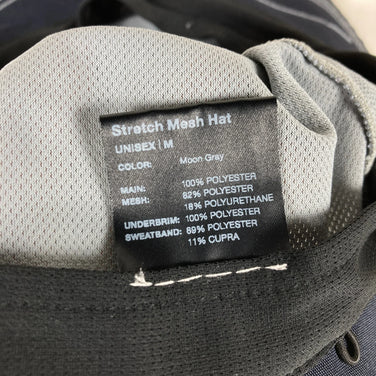 Stretch Mesh Hat
UNISEX | M
COLOR: Moon Gray
MAIN: 100% POLYESTER
MESH: 82% POLYESTER
18% POLYURETHANE
UNDERBRIM: 100% POLYESTER
SWEATBAND: 89% POLYESTER
11% CUPRA